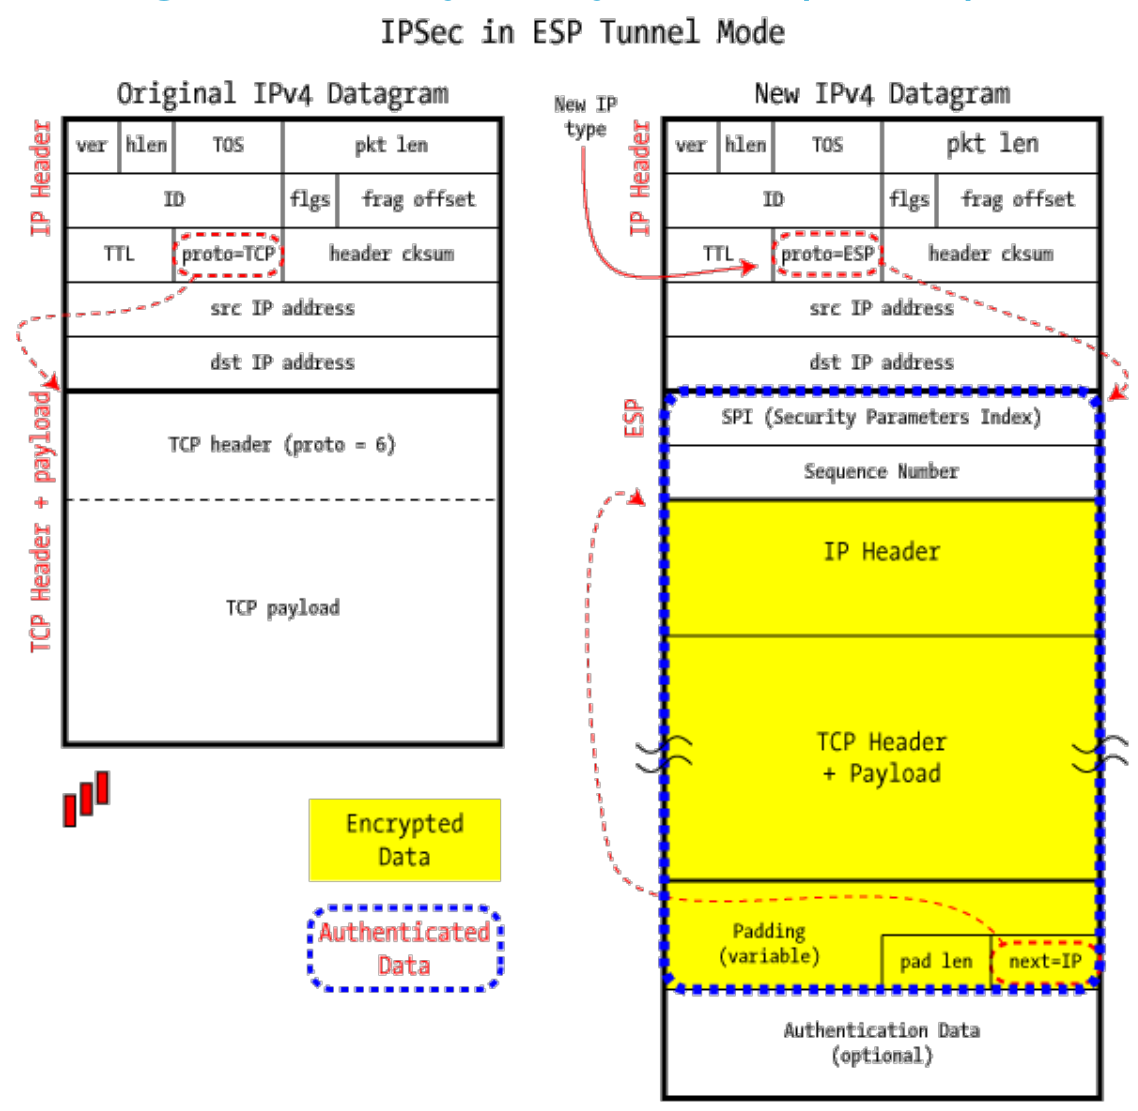 IPSec in ESP Tunnel Mode
Original IPv4 Datagram
IP Header
ver hlen TOS pkt len
ID flgs frag offset
TTL proto=TCP header cksum
src IP address
dst IP address
TCP Header + payload
TCP header (proto = 6)
TCP payload
Encrypted
Data
Authenticated
Data
New IP
type
New IPv4 Datagram
IP Header
ver hlen TOS pkt len
ID flgs frag offset
TTL proto=ESP header cksum
src IP address
dst IP address
ESP
SPI (Security Parameters Index)
Sequence Number
IP Header
TCP Header
+ Payload
Padding
(variable)
pad len next=IP
Authentication Data
(optional)